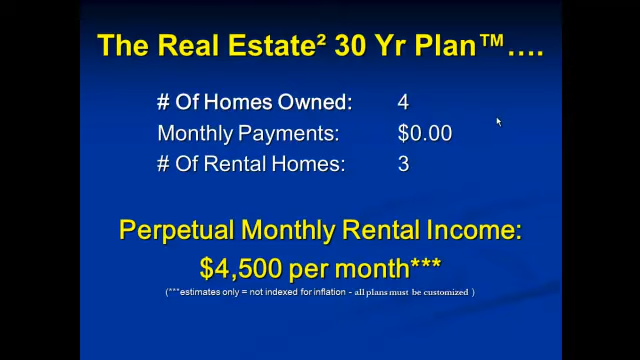 The Real Estate² 30 Yr Plan™….
# Of Homes Owned: 4
Monthly Payments: $0.00
# Of Rental Homes: 3
Perpetual Monthly Rental Income:
$4,500 per month***
(***estimates only = not indexed for inflation - all plans must be customized )